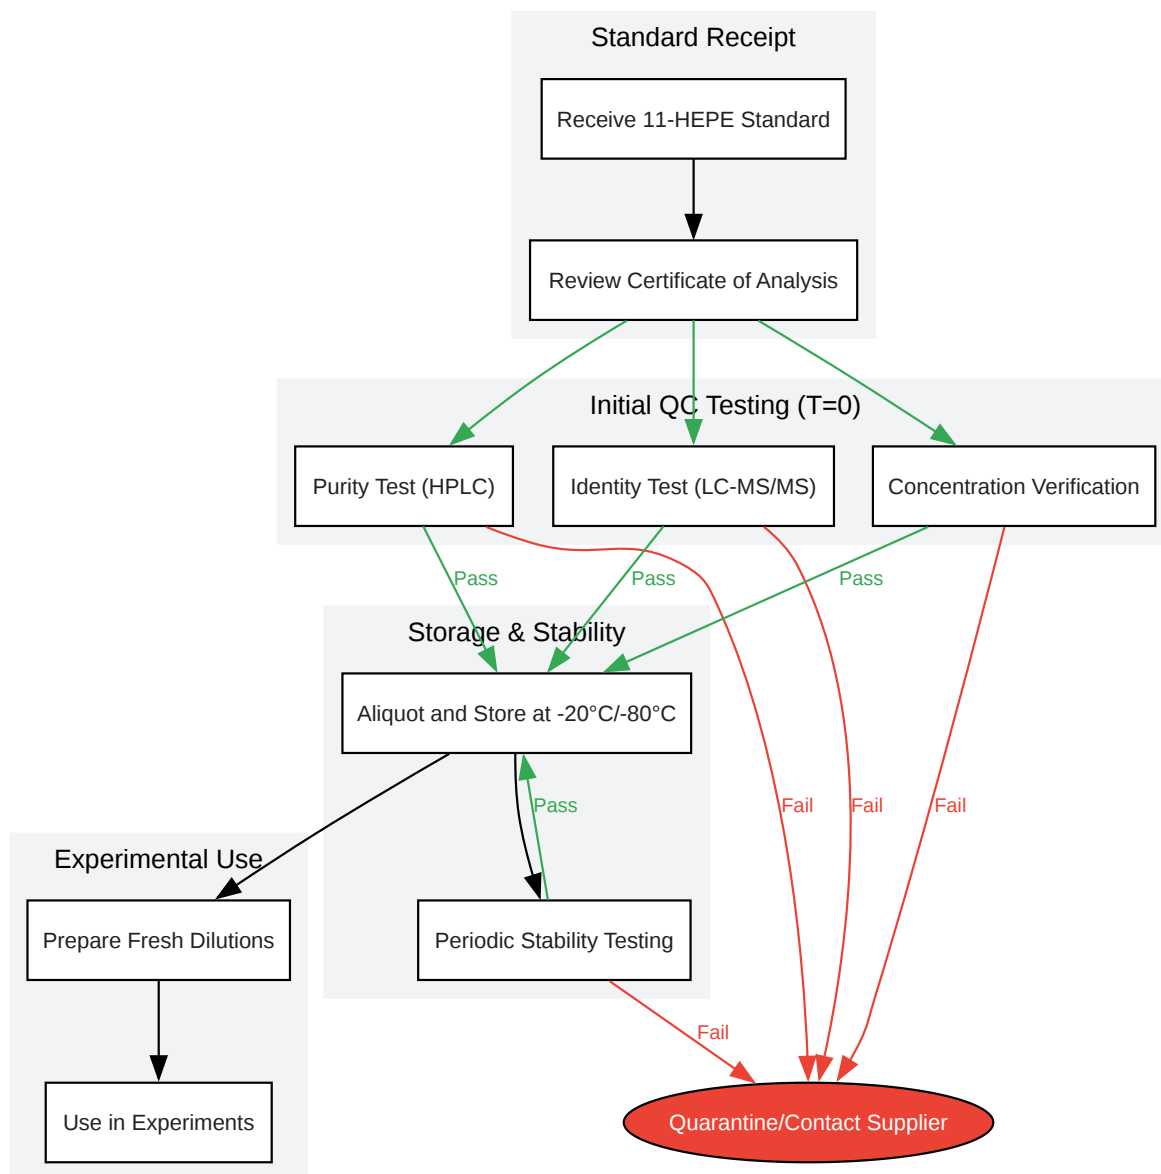 Standard Receipt
Receive 11-HEPE Standard
Review Certificate of Analysis
Initial QC Testing (T=0)
Purity Test (HPLC)
Identity Test (LC-MS/MS)
Concentration Verification
Pass
Pass
Pass
Storage & Stability
Aliquot and Store at -20°C/-80°C
Pass
Fail
Fail
Fail
Experimental Use
Prepare Fresh Dilutions
Periodic Stability Testing
Fail
Use in Experiments
Quarantine/Contact Supplier